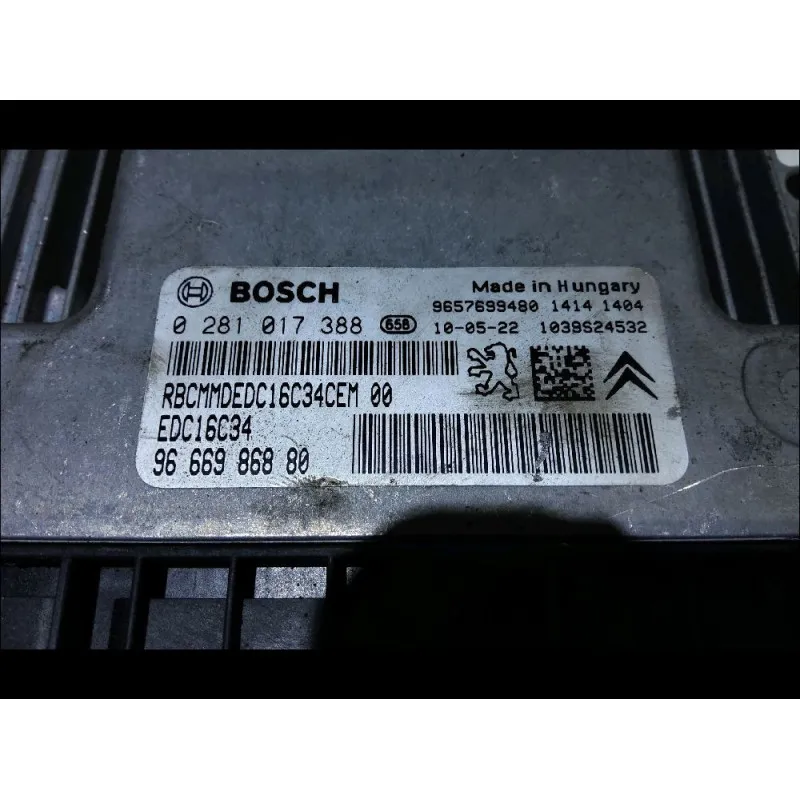 BOSCH
Made in Hungary
9657699480 1414 1404
0 281 017 388 658 10-05-22 1039S24532
RBCMMDEDC16C34CEM 00
EDC16C34
96 669 868 80